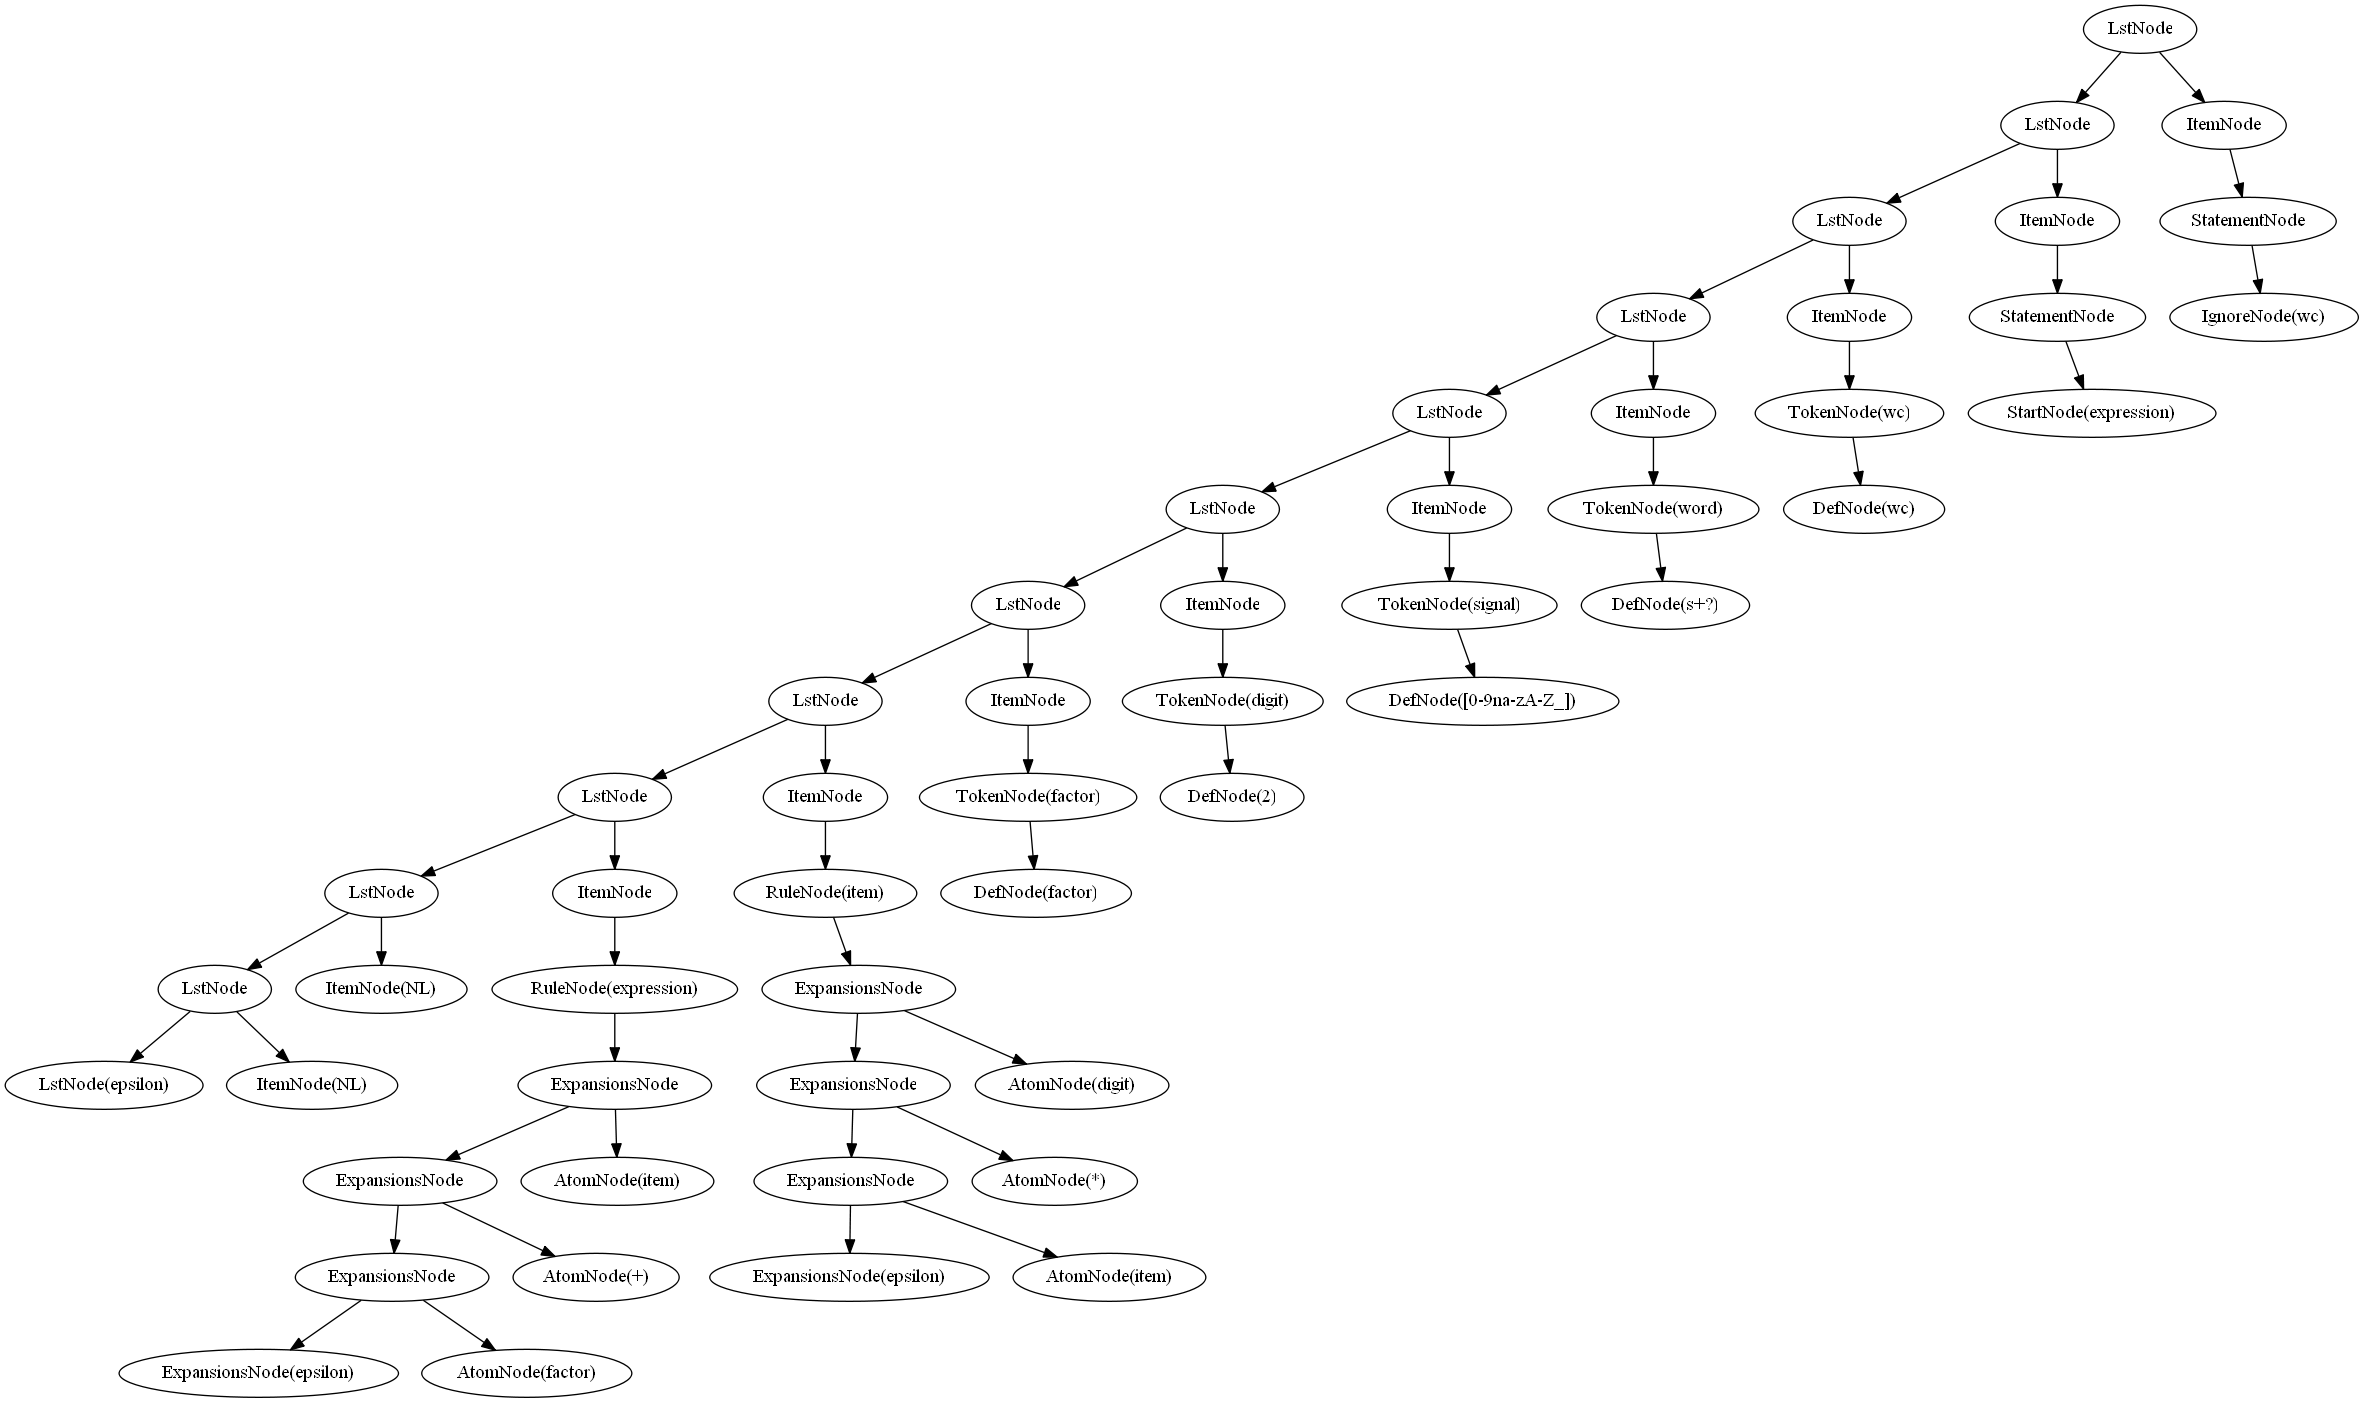 LstNode
LstNode
ItemNode
LstNode
ItemNode
StatementNode
LstNode
ItemNode
StatementNode
IgnoreNode(wc)
LstNode
ItemNode
TokenNode(wc)
StartNode(expression)
LstNode
ItemNode
TokenNode(word)
DefNode(wc)
LstNode
ItemNode
TokenNode(signal)
DefNode(s+?)
LstNode
ItemNode
TokenNode(digit)
DefNode([0-9na-zA-Z_])
LstNode
ItemNode
TokenNode(factor)
DefNode(2)
LstNode
ItemNode
RuleNode(item)
DefNode(factor)
LstNode
ItemNode(NL)
RuleNode(expression)
ExpansionsNode
LstNode(epsilon)
ItemNode(NL)
ExpansionsNode
ExpansionsNode
AtomNode(digit)
ExpansionsNode
AtomNode(item)
ExpansionsNode
AtomNode(*)
ExpansionsNode
AtomNode(+)
ExpansionsNode(epsilon)
AtomNode(item)
ExpansionsNode(epsilon)
AtomNode(factor)